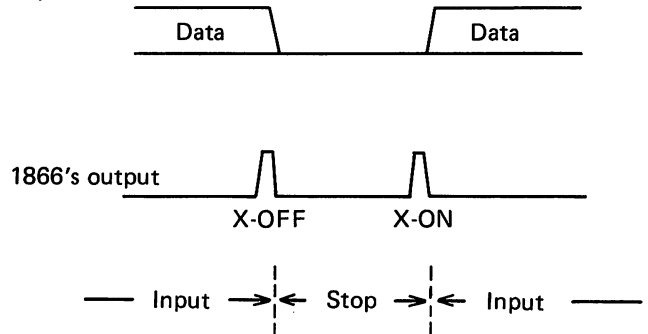 Data Data
1866's output
X-OFF X-ON
Input Stop Input